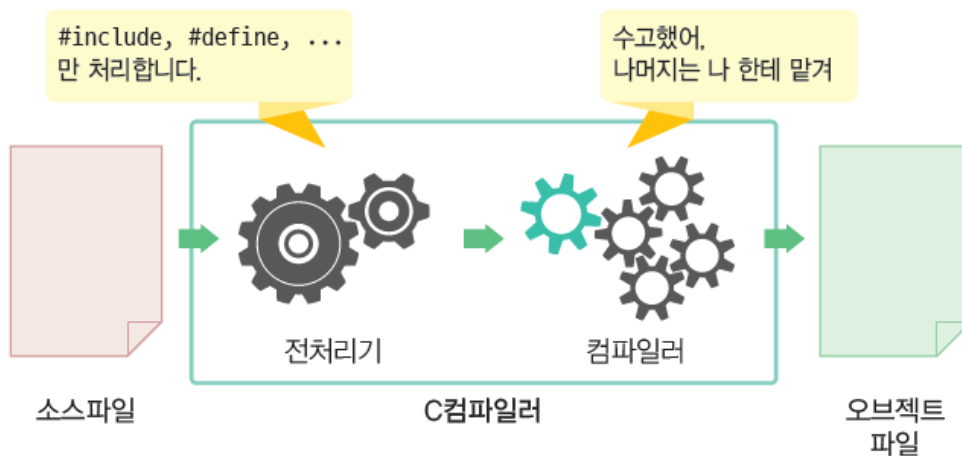 #include, #define, ...
만 처리합니다.
수고했어,
나머지는 나 한테 맡겨
전처리기
컴파일러
소스파일
C컴파일러
오브젝트
파일